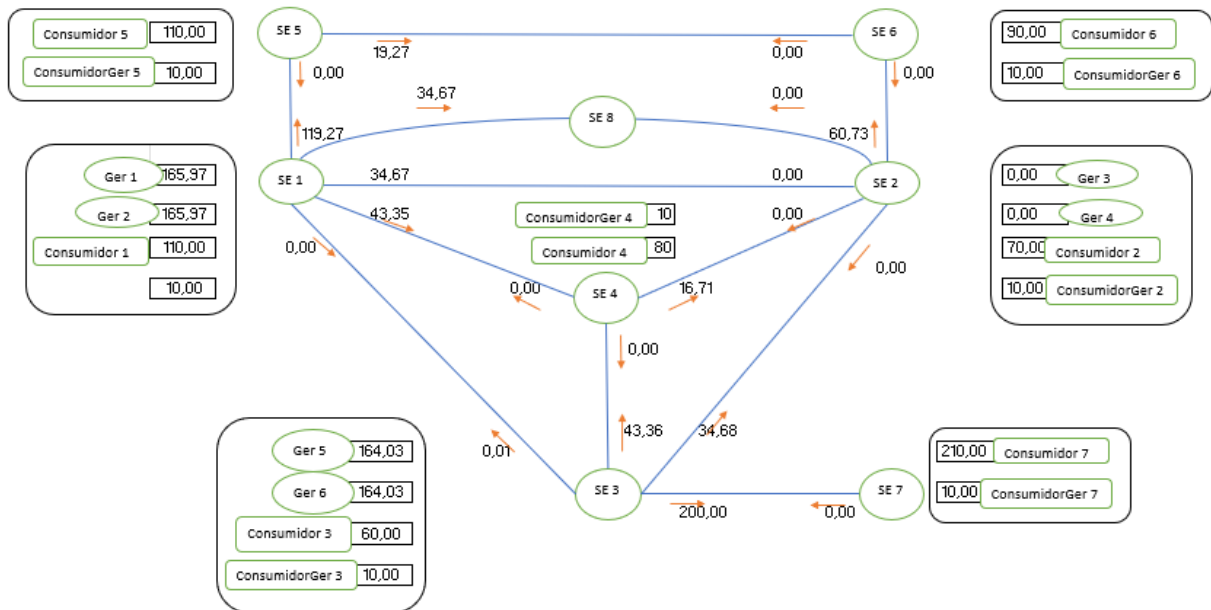 Consumidor 5 110,00
ConsumidorGer 5 10,00
SE 5
19,27
0,00
SE 6
90,00 Consumidor 6
10,00 ConsumidorGer 6
0,00
0,00
34,67
0,00
SE 8
119,27
60,73
Ger 1 165,97
Ger 2 165,97
Consumidor 1 110,00
10,00
SE 1
34,67
0,00
SE 2
0,00 Ger 3
0,00 Ger 4
70,00 Consumidor 2
10,00 ConsumidorGer 2
43,35
ConsumidorGer 4 10
0,00
0,00
Consumidor 4 80
0,00
0,00
SE 4
16,71
0,00
43,36
34,68
0,01
Ger 5 164,03
Ger 6 164,03
Consumidor 3 60,00
ConsumidorGer 3 10,00
SE 3
200,00
0,00
SE 7
210,00 Consumidor 7
10,00 ConsumidorGer 7